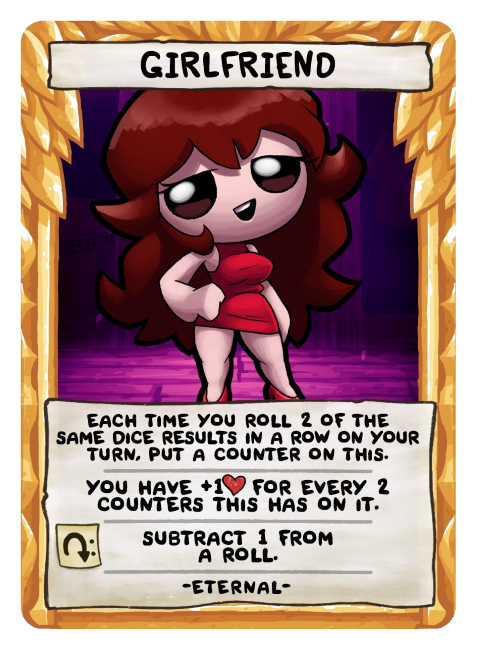 GIRLFRIEND
EACH TIME YOU ROLL 2 OF THE
SAME DICE RESULTS IN A ROW ON YOUR
TURN, PUT A COUNTER ON THIS.
YOU HAVE +1 FOR EVERY 2
COUNTERS THIS HAS ON IT.
SUBTRACT 1 FROM
A ROLL.
-ETERNAL-